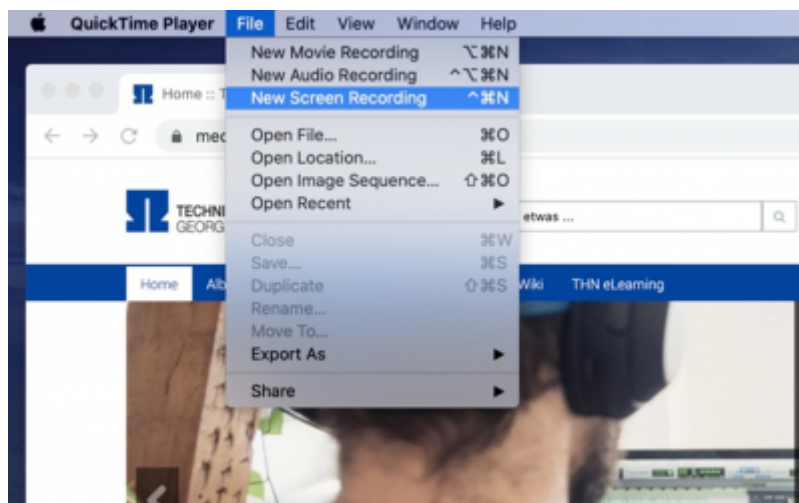 QuickTime Player File Edit View Window Help
New Movie Recording ⌥⌘N
New Audio Recording ^⌥⌘N
New Screen Recording ^⌘N
Open File... ⌘O
Open Location... ⌘L
Open Image Sequence... ⇧⌘O
Open Recent ▶
Close ⌘W
Save... ⌘S
Duplicate ⇧⌘S
Rename...
Move To...
Export As ▶
Share ▶
Home :: T
med
TECHNI
GEORG
etwas ...
Home Alb Wiki THN eLearning